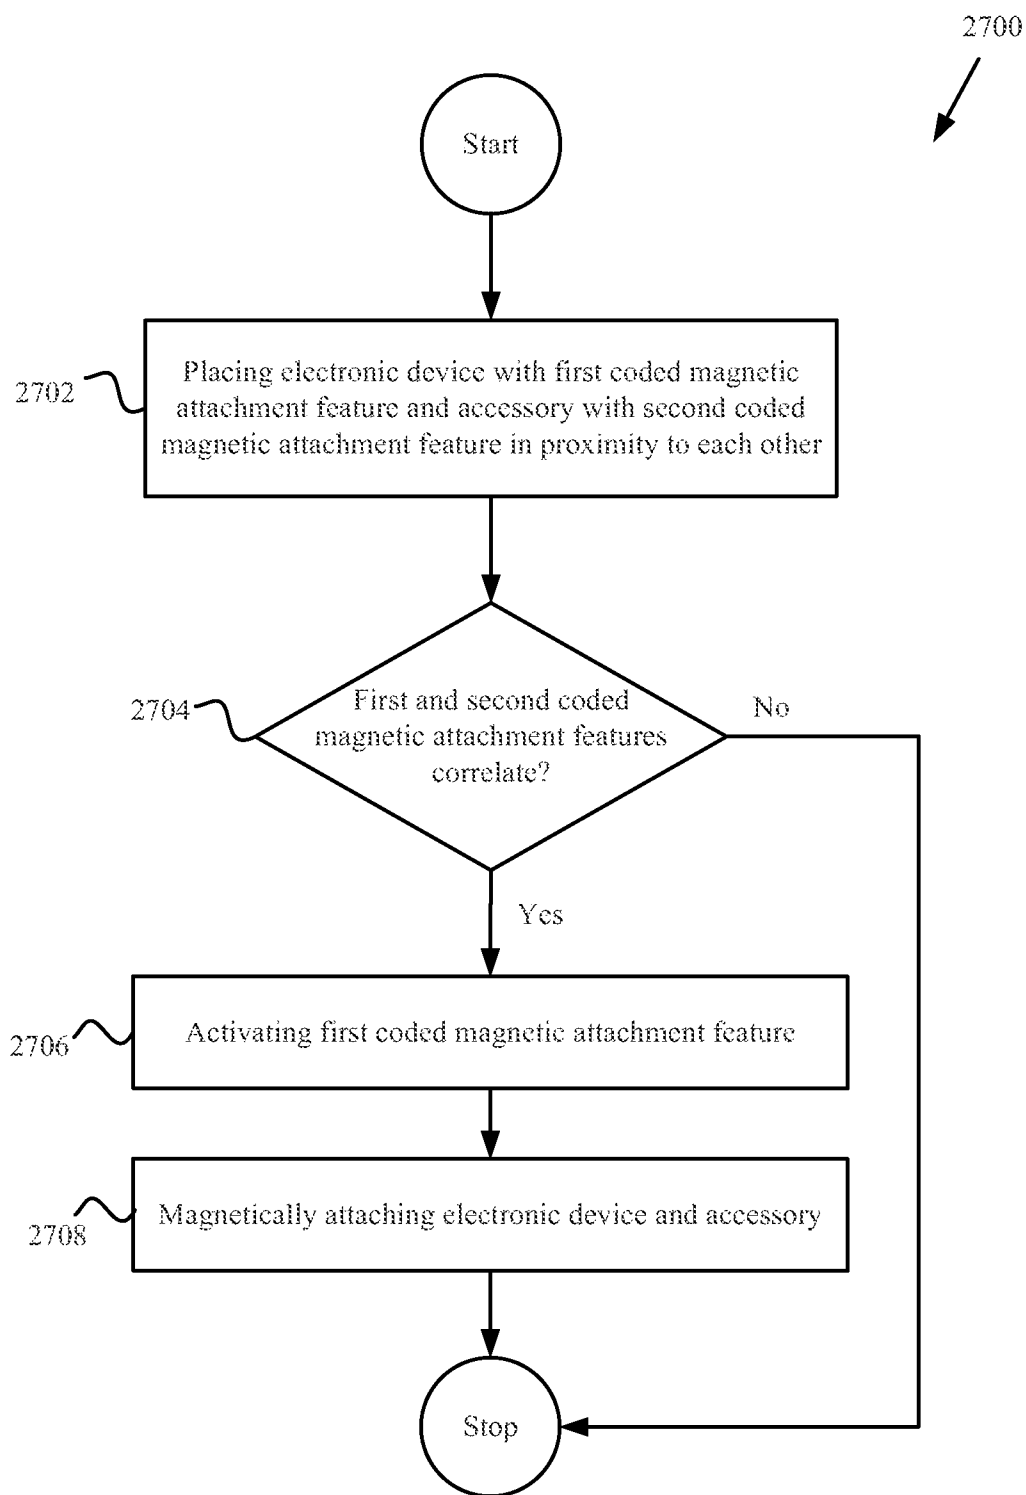 2700
Start
2702
Placing electronic device with first coded magnetic
attachment feature and accessory with second coded
magnetic attachment feature in proximity to each other
2704
First and second coded
magnetic attachment features
correlate?
No
Yes
2706
Activating first coded magnetic attachment feature
2708
Magnetically attaching electronic device and accessory
Stop